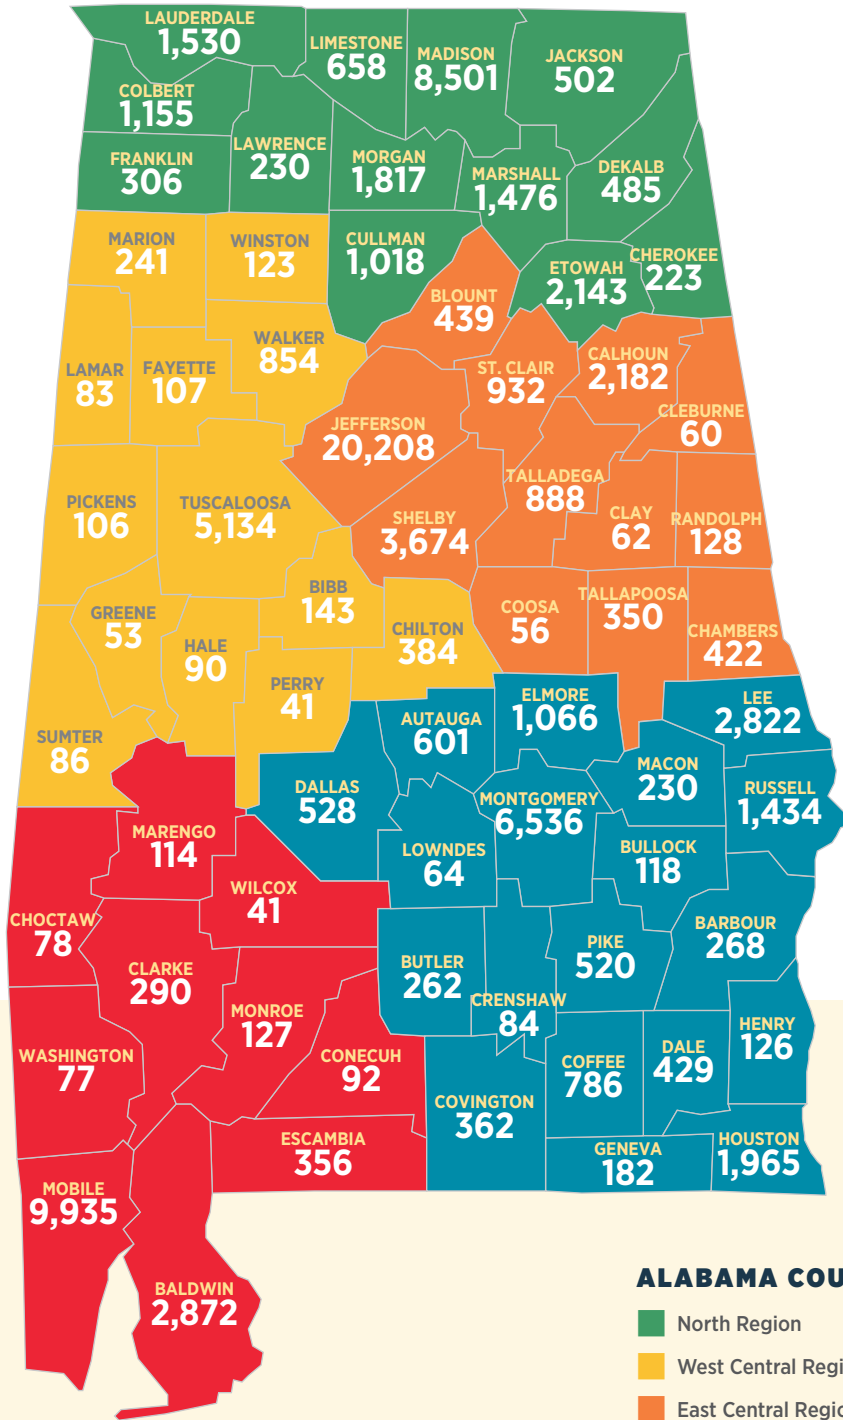 LAUDERDALE
1,530
LIMESTONE
658
MADISON
8,501
JACKSON
502
COLBERT
1,155
LAWRENCE
230
FRANKLIN
306
MORGAN
1,817
MARSHALL
1,476
DEKALB
485
CULLMAN
1,018
ETOWAH
2,143
CHEROKEE
223
MARION
241
WINSTON
123
BLOUNT
439
LAMAR
83
FAYETTE
107
WALKER
854
ST. CLAIR
932
CALHOUN
2,182
CLEBURNE
60
JEFFERSON
20,208
PICKENS
106
TUSCALOOSA
5,134
SHELBY
3,674
TALLADEGA
888
CLAY
62
RANDOLPH
128
BIBB
143
GREENE
53
HALE
90
CHILTON
384
COOSA
56
TALLAPOOSA
350
CHAMBERS
422
PERRY
41
SUMTER
86
AUTAUGA
601
ELMORE
1,066
LEE
2,822
MACON
230
RUSSELL
1,434
DALLAS
528
MONTGOMERY
6,536
MARENGO
114
LOWNDES
64
BULLOCK
118
WILCOX
41
CHOCTAW
78
CLARKE
290
BUTLER
262
CRENSHAW
84
PIKE
520
BARBOUR
268
MONROE
127
WASHINGTON
77
CONECUH
92
COVINGTON
362
COFFEE
786
DALE
429
HENRY
126
ESCAMBIA
356
GENEVA
182
HOUSTON
1,965
MOBILE
9,935
BALDWIN
2,872
ALABAMA COU
North Region
West Central Regi
East Central Regio